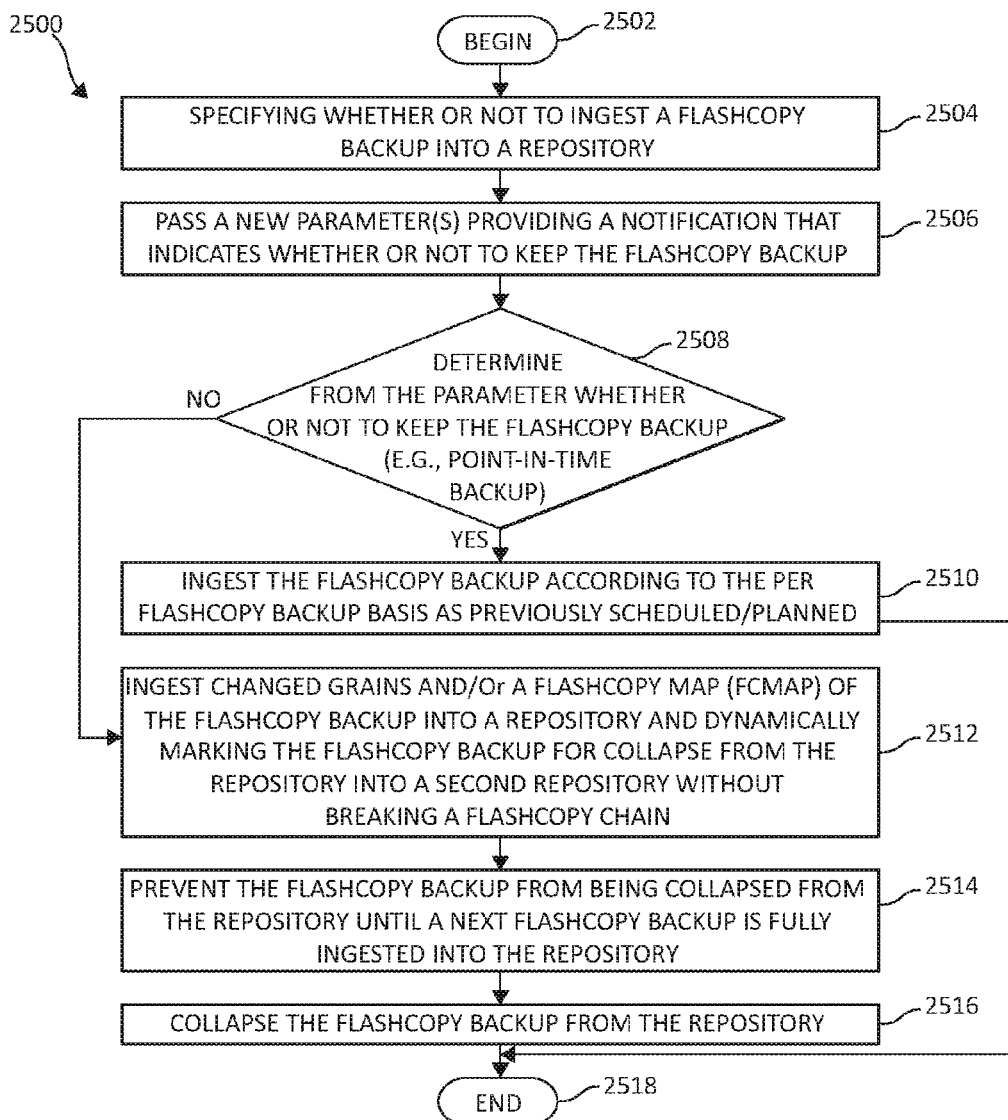 2500
BEGIN
2502
SPECIFYING WHETHER OR NOT TO INGEST A FLASHCOPY
BACKUP INTO A REPOSITORY
2504
PASS A NEW PARAMETER(S) PROVIDING A NOTIFICATION THAT
INDICATES WHETHER OR NOT TO KEEP THE FLASHCOPY BACKUP
2506
2508
DETERMINE
FROM THE PARAMETER WHETHER
OR NOT TO KEEP THE FLASHCOPY BACKUP
(E.G., POINT-IN-TIME
BACKUP)
NO
YES
INGEST THE FLASHCOPY BACKUP ACCORDING TO THE PER
FLASHCOPY BACKUP BASIS AS PREVIOUSLY SCHEDULED/PLANNED
2510
INGEST CHANGED GRAINS AND/Or A FLASHCOPY MAP (FCMAP) OF
THE FLASHCOPY BACKUP INTO A REPOSITORY AND DYNAMICALLY
MARKING THE FLASHCOPY BACKUP FOR COLLAPSE FROM THE
REPOSITORY INTO A SECOND REPOSITORY WITHOUT
BREAKING A FLASHCOPY CHAIN
2512
PREVENT THE FLASHCOPY BACKUP FROM BEING COLLAPSED FROM
THE REPOSITORY UNTIL A NEXT FLASHCOPY BACKUP IS FULLY
INGESTED INTO THE REPOSITORY
2514
COLLAPSE THE FLASHCOPY BACKUP FROM THE REPOSITORY
2516
END
2518